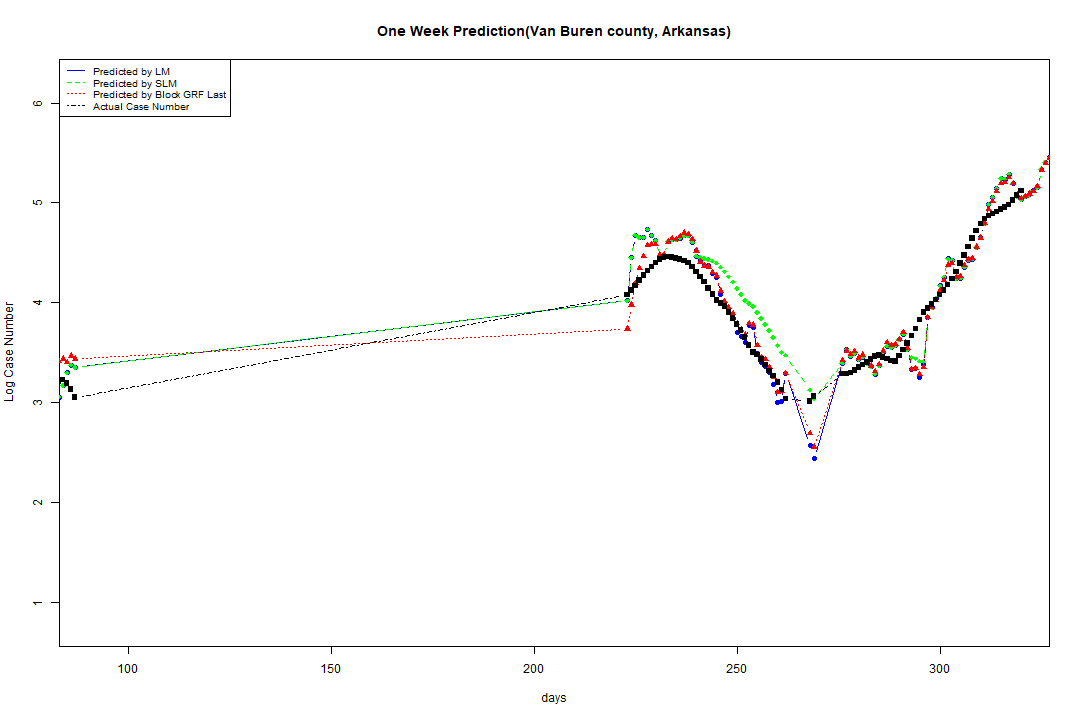 One Week Prediction(Van Buren county, Arkansas)
Predicted by LM
Predicted by SLM
Predicted by Block GRF Last
Actual Case Number
Log Case Number
6
5
4
3
2
1
100 150 200 250 300
days